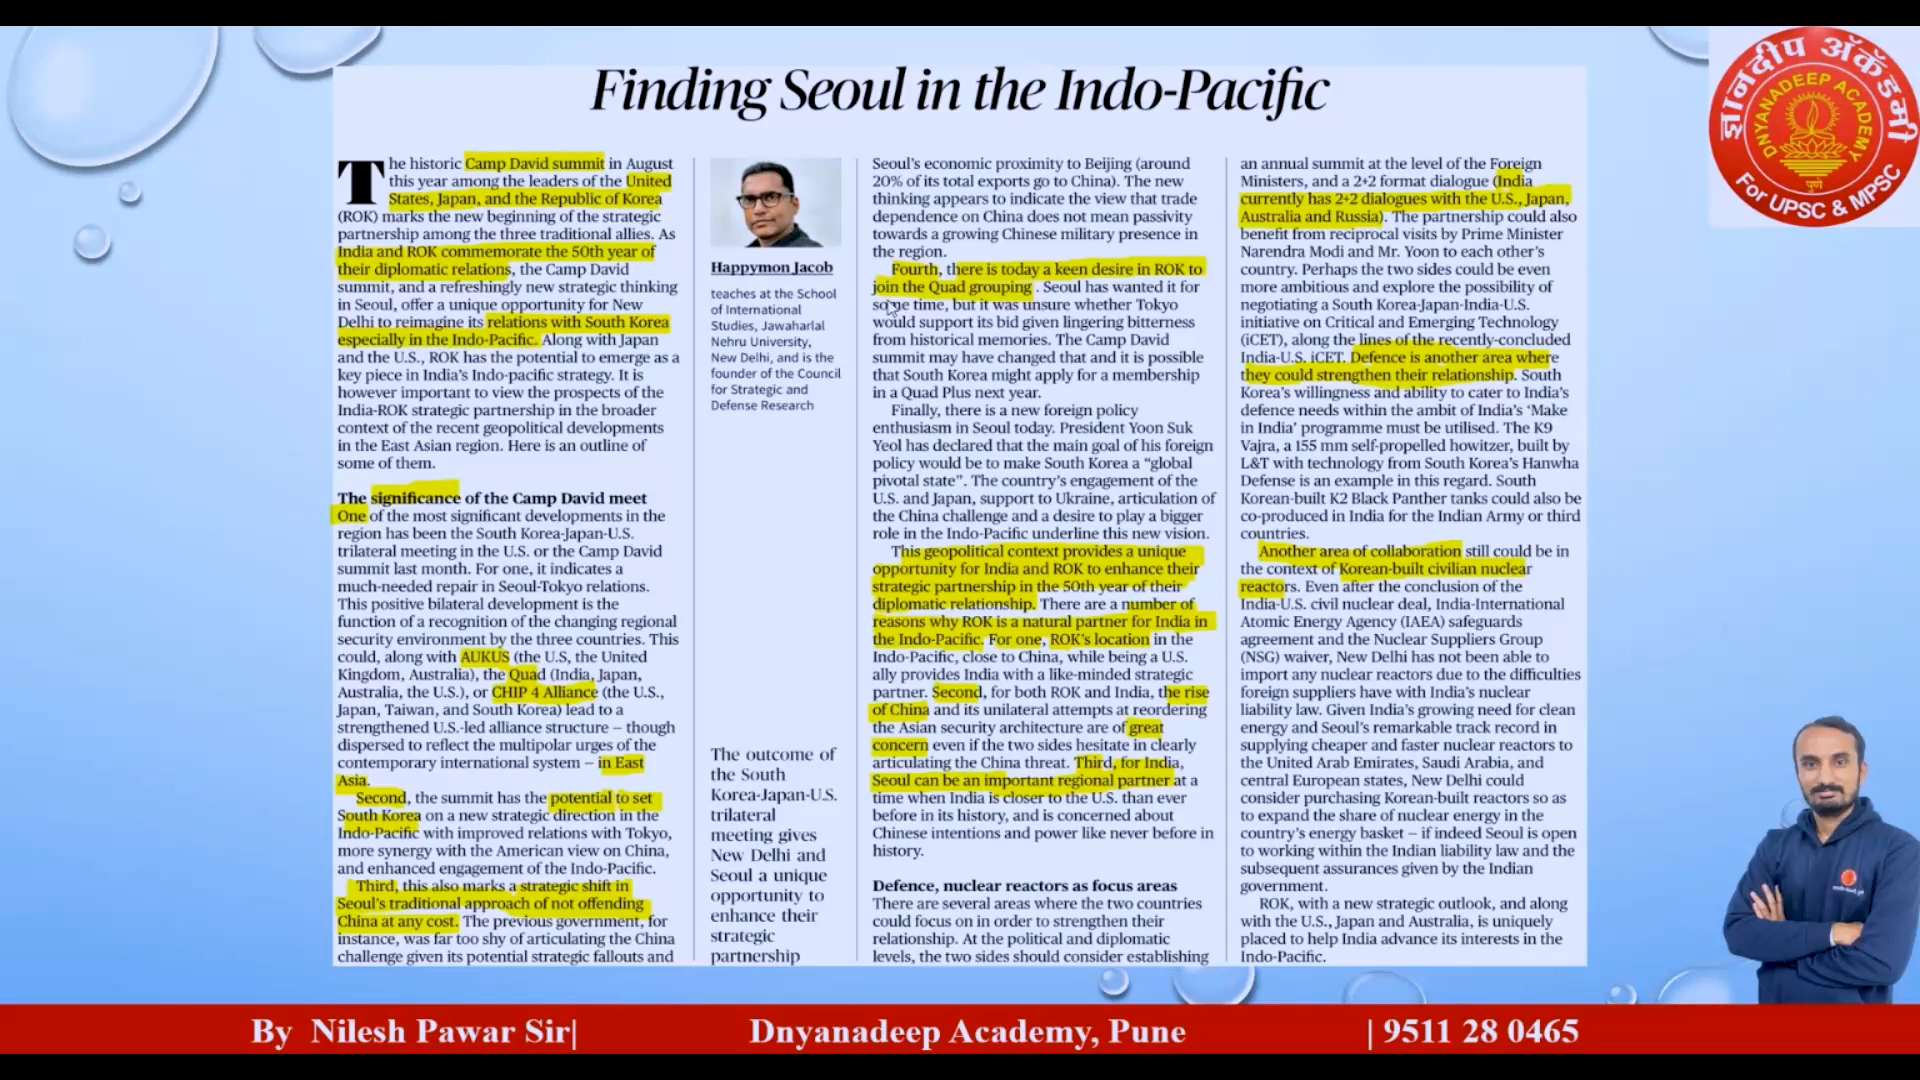 Finding Seoul in the Indo-Pacific
The historic Camp David summit in August
this year among the leaders of the United
States, Japan, and the Republic of Korea
(ROK) marks the new beginning of the strategic
partnership among the three traditional allies. As
India and ROK commemorate the 50th year of
their diplomatic relations, the Camp David
summit, and a refreshingly new strategic thinking
in Seoul, offer a unique opportunity for New
Delhi to reimagine its relations with South Korea
especially in the Indo-Pacific. Along with Japan
and the U.S., ROK has the potential to emerge as a
key piece in India's Indo-pacific strategy. It is
however important to view the prospects of the
India-ROK strategic partnership in the broader
context of the recent geopolitical developments
in the East Asian region. Here is an outline of
some of them.
The significance of the Camp David meet
One of the most significant developments in the
region has been the South Korea-Japan-U.S.
trilateral meeting in the U.S. or the Camp David
summit last month. For one, it indicates a
much-needed repair in Seoul-Tokyo relations.
This positive bilateral development is the
function of a recognition of the changing regional
security environment by the three countries. This
could, along with AUKUS (the U.S, the United
Kingdom, Australia), the Quad (India, Japan,
Australia, the U.S.), or CHIP 4 Alliance (the U.S.,
Japan, Taiwan, and South Korea) lead to a
strengthened U.S.-led alliance structure – though
dispersed to reflect the multipolar urges of the
contemporary international system – in East
Asia.
Second, the summit has the potential to set
South Korea on a new strategic direction in the
Indo-Pacific with improved relations with Tokyo,
more synergy with the American view on China,
and enhanced engagement of the Indo-Pacific.
Third, this also marks a strategic shift in
Seoul's traditional approach of not offending
China at any cost. The previous government, for
instance, was far too shy of articulating the China
challenge given its potential strategic fallouts and
Happymon Jacob
teaches at the School
of International
Studies, Jawaharlal
Nehru University,
New Delhi, and is the
founder of the Council
for Strategic and
Defense Research
The outcome of
the South
Korea-Japan-U.S.
trilateral
meeting gives
New Delhi and
Seoul a unique
opportunity to
enhance their
strategic
partnership
Seoul's economic proximity to Beijing (around
20% of its total exports go to China). The new
thinking appears to indicate the view that trade
dependence on China does not mean passivity
towards a growing Chinese military presence in
the region.
Fourth, there is today a keen desire in ROK to
join the Quad grouping . Seoul has wanted it for
some time, but it was unsure whether Tokyo
would support its bid given lingering bitterness
from historical memories. The Camp David
summit may have changed that and it is possible
that South Korea might apply for a membership
in a Quad Plus next year.
Finally, there is a new foreign policy
enthusiasm in Seoul today. President Yoon Suk
Yeol has declared that the main goal of his foreign
policy would be to make South Korea a “global
pivotal state”. The country's engagement of the
U.S. and Japan, support to Ukraine, articulation of
the China challenge and a desire to play a bigger
role in the Indo-Pacific underline this new vision.
This geopolitical context provides a unique
opportunity for India and ROK to enhance their
strategic partnership in the 50th year of their
diplomatic relationship. There are a number of
reasons why ROK is a natural partner for India in
the Indo-Pacific. For one, ROK's location in the
Indo-Pacific, close to China, while being a U.S.
ally provides India with a like-minded strategic
partner. Second, for both ROK and India, the rise
of China and its unilateral attempts at reordering
the Asian security architecture are of great
concern even if the two sides hesitate in clearly
articulating the China threat. Third, for India,
Seoul can be an important regional partner at a
time when India is closer to the U.S. than ever
before in its history, and is concerned about
Chinese intentions and power like never before in
history.
Defence, nuclear reactors as focus areas
There are several areas where the two countries
could focus on in order to strengthen their
relationship. At the political and diplomatic
levels, the two sides should consider establishing
an annual summit at the level of the Foreign
Ministers, and a 2+2 format dialogue (India
currently has 2+2 dialogues with the U.S., Japan,
Australia and Russia). The partnership could also
benefit from reciprocal visits by Prime Minister
Narendra Modi and Mr. Yoon to each other's
country. Perhaps the two sides could be even
more ambitious and explore the possibility of
negotiating a South Korea-Japan-India-U.S.
initiative on Critical and Emerging Technology
(iCET), along the lines of the recently-concluded
India-U.S. iCET. Defence is another area where
they could strengthen their relationship. South
Korea's willingness and ability to cater to India's
defence needs within the ambit of India's ‘Make
in India’ programme must be utilised. The K9
Vajra, a 155 mm self-propelled howitzer, built by
L&T with technology from South Korea's Hanwha
Defense is an example in this regard. South
Korean-built K2 Black Panther tanks could also be
co-produced in India for the Indian Army or third
countries.
Another area of collaboration still could be in
the context of Korean-built civilian nuclear
reactors. Even after the conclusion of the
India-U.S. civil nuclear deal, India-International
Atomic Energy Agency (IAEA) safeguards
agreement and the Nuclear Suppliers Group
(NSG) waiver, New Delhi has not been able to
import any nuclear reactors due to the difficulties
foreign suppliers have with India's nuclear
liability law. Given India's growing need for clean
energy and Seoul's remarkable track record in
supplying cheaper and faster nuclear reactors to
the United Arab Emirates, Saudi Arabia, and
central European states, New Delhi could
consider purchasing Korean-built reactors so as
to expand the share of nuclear energy in the
country's energy basket – if indeed Seoul is open
to working within the Indian liability law and the
subsequent assurances given by the Indian
government.
ROK, with a new strategic outlook, and along
with the U.S., Japan and Australia, is uniquely
placed to help India advance its interests in the
Indo-Pacific.
ज्ञानदीप अ‍ॅकॅडमी
DNYANADEEP ACADEMY
पुणे
For UPSC & MPSC
By Nilesh Pawar Sir| Dnyanadeep Academy, Pune | 9511 28 0465